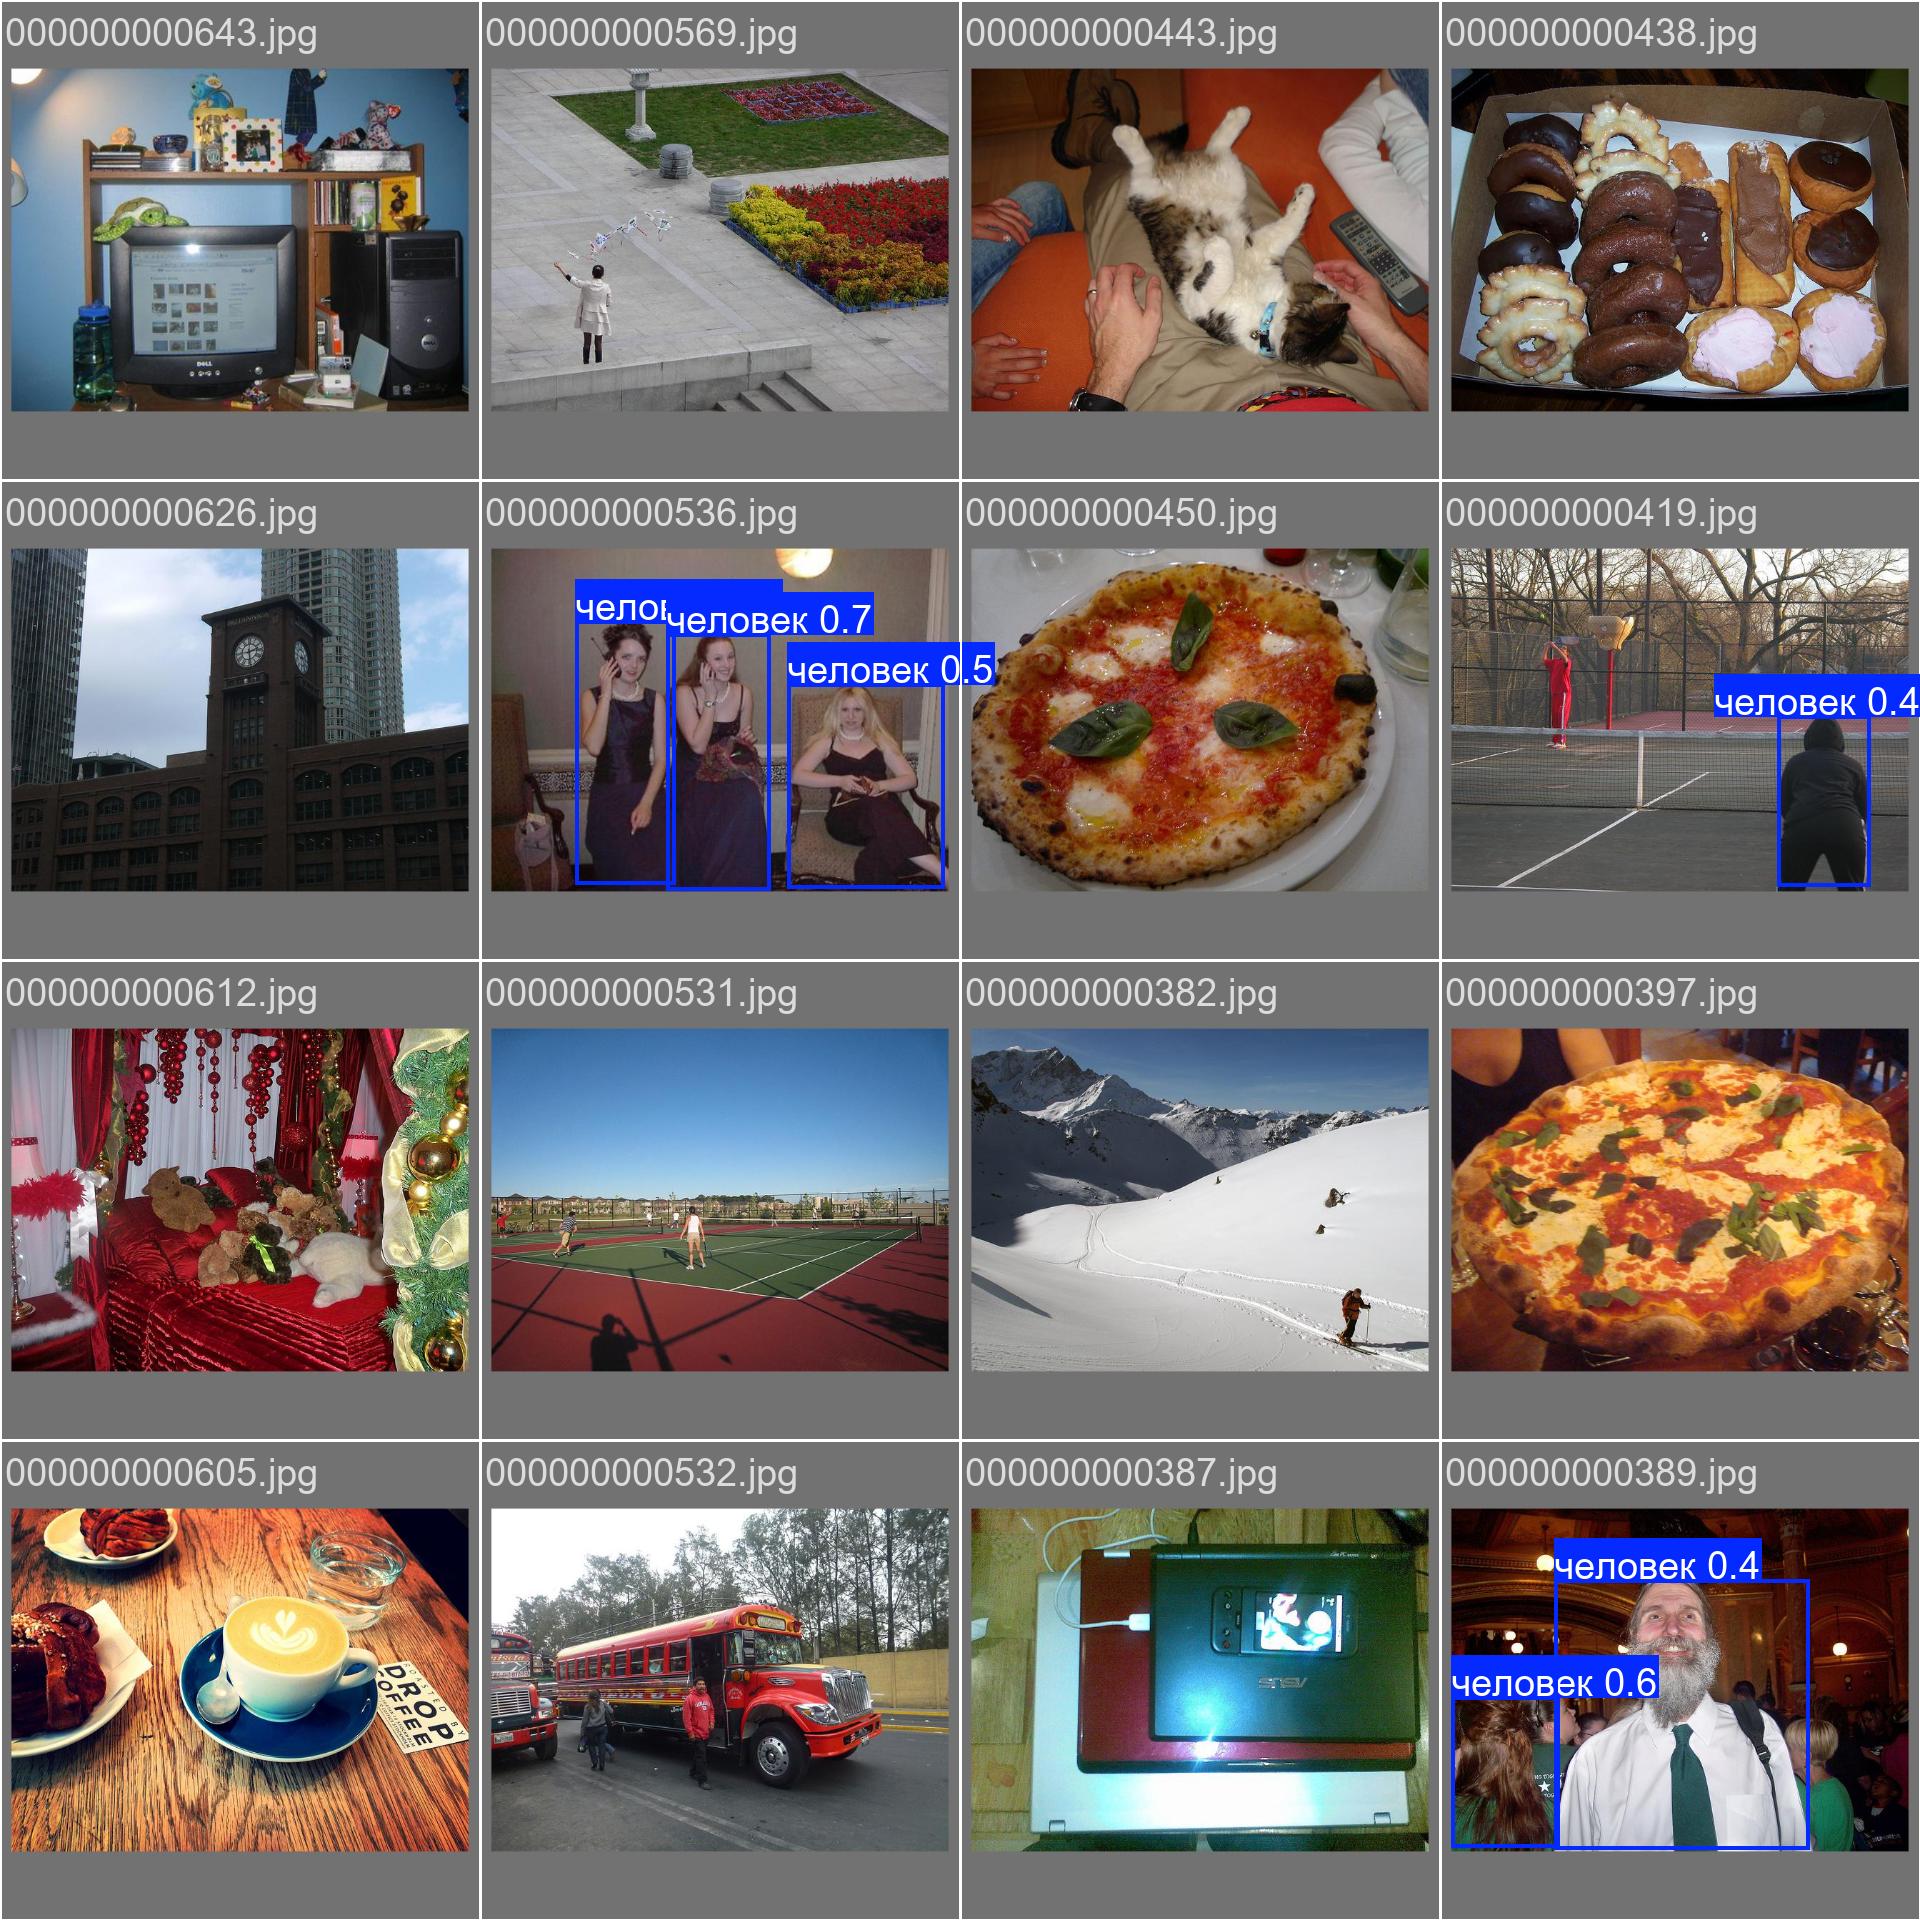 000000000643.jpg
000000000569.jpg
000000000443.jpg
000000000438.jpg
DELL
000000000626.jpg
000000000536.jpg
000000000450.jpg
000000000419.jpg
челов
человек 0.7
человек 0.5
человек 0.4
000000000612.jpg
000000000531.jpg
000000000382.jpg
000000000397.jpg
000000000605.jpg
000000000532.jpg
000000000387.jpg
000000000389.jpg
ROASTED BY
DROP
COFFEE
ASUS
человек 0.4
человек 0.6